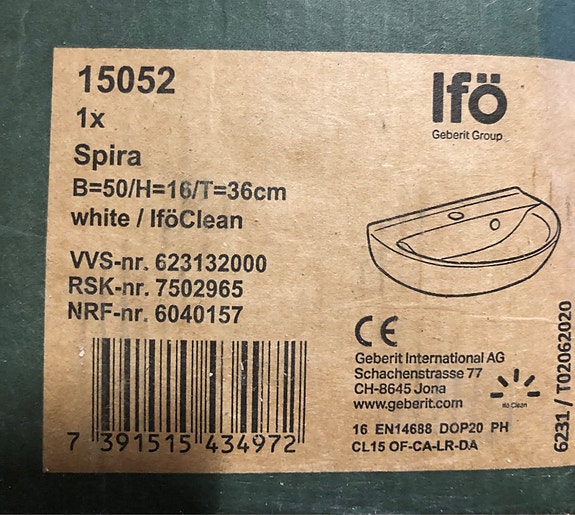 15052
1x
Spira
B=50/H=16/T=36cm
white / IföClean
VVS-nr. 623132000
RSK-nr. 7502965
NRF-nr. 6040157
7 391515 434972
Ifö
Geberit Group
CE
Geberit International AG
Schachenstrasse 77
CH-8645 Jona
www.geberit.com
Ifö Clean
16 EN14688 DOP20 PH
CL15 OF-CA-LR-DA
6231 / T02062020